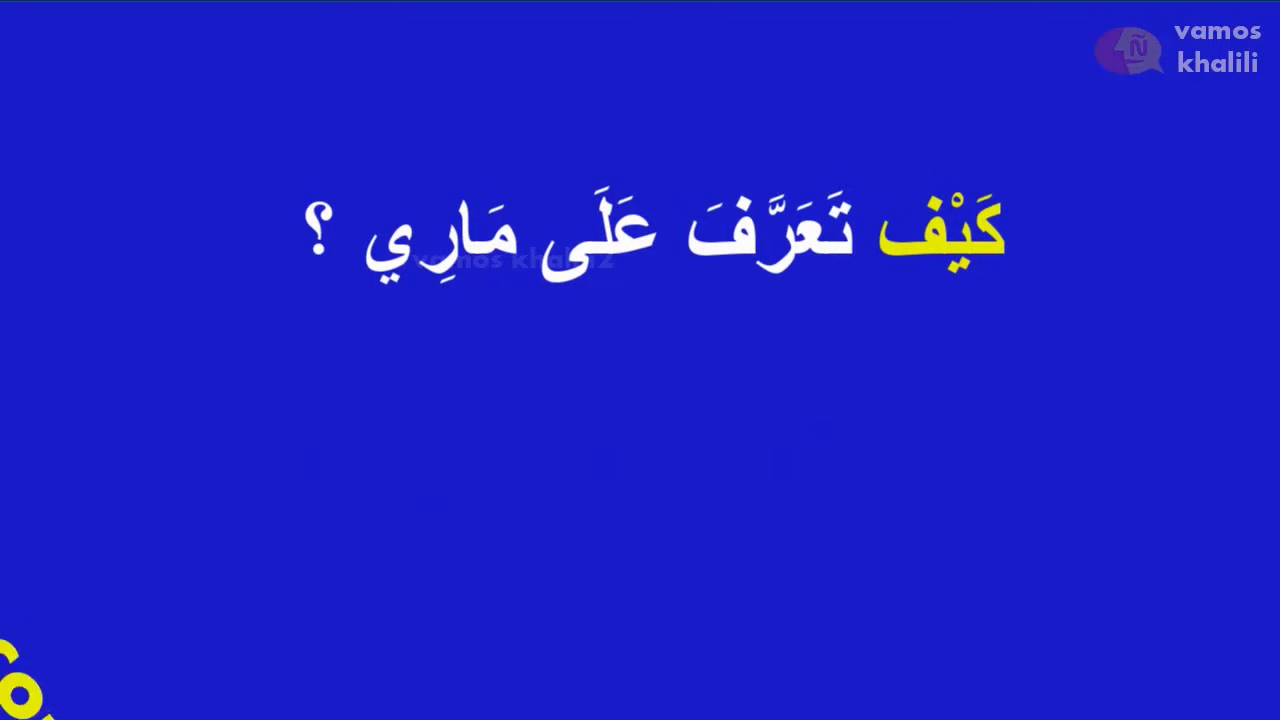 vamos
khalili
Ñ
كَيْف تَعَرَّفَ عَلَى مَارِي ؟